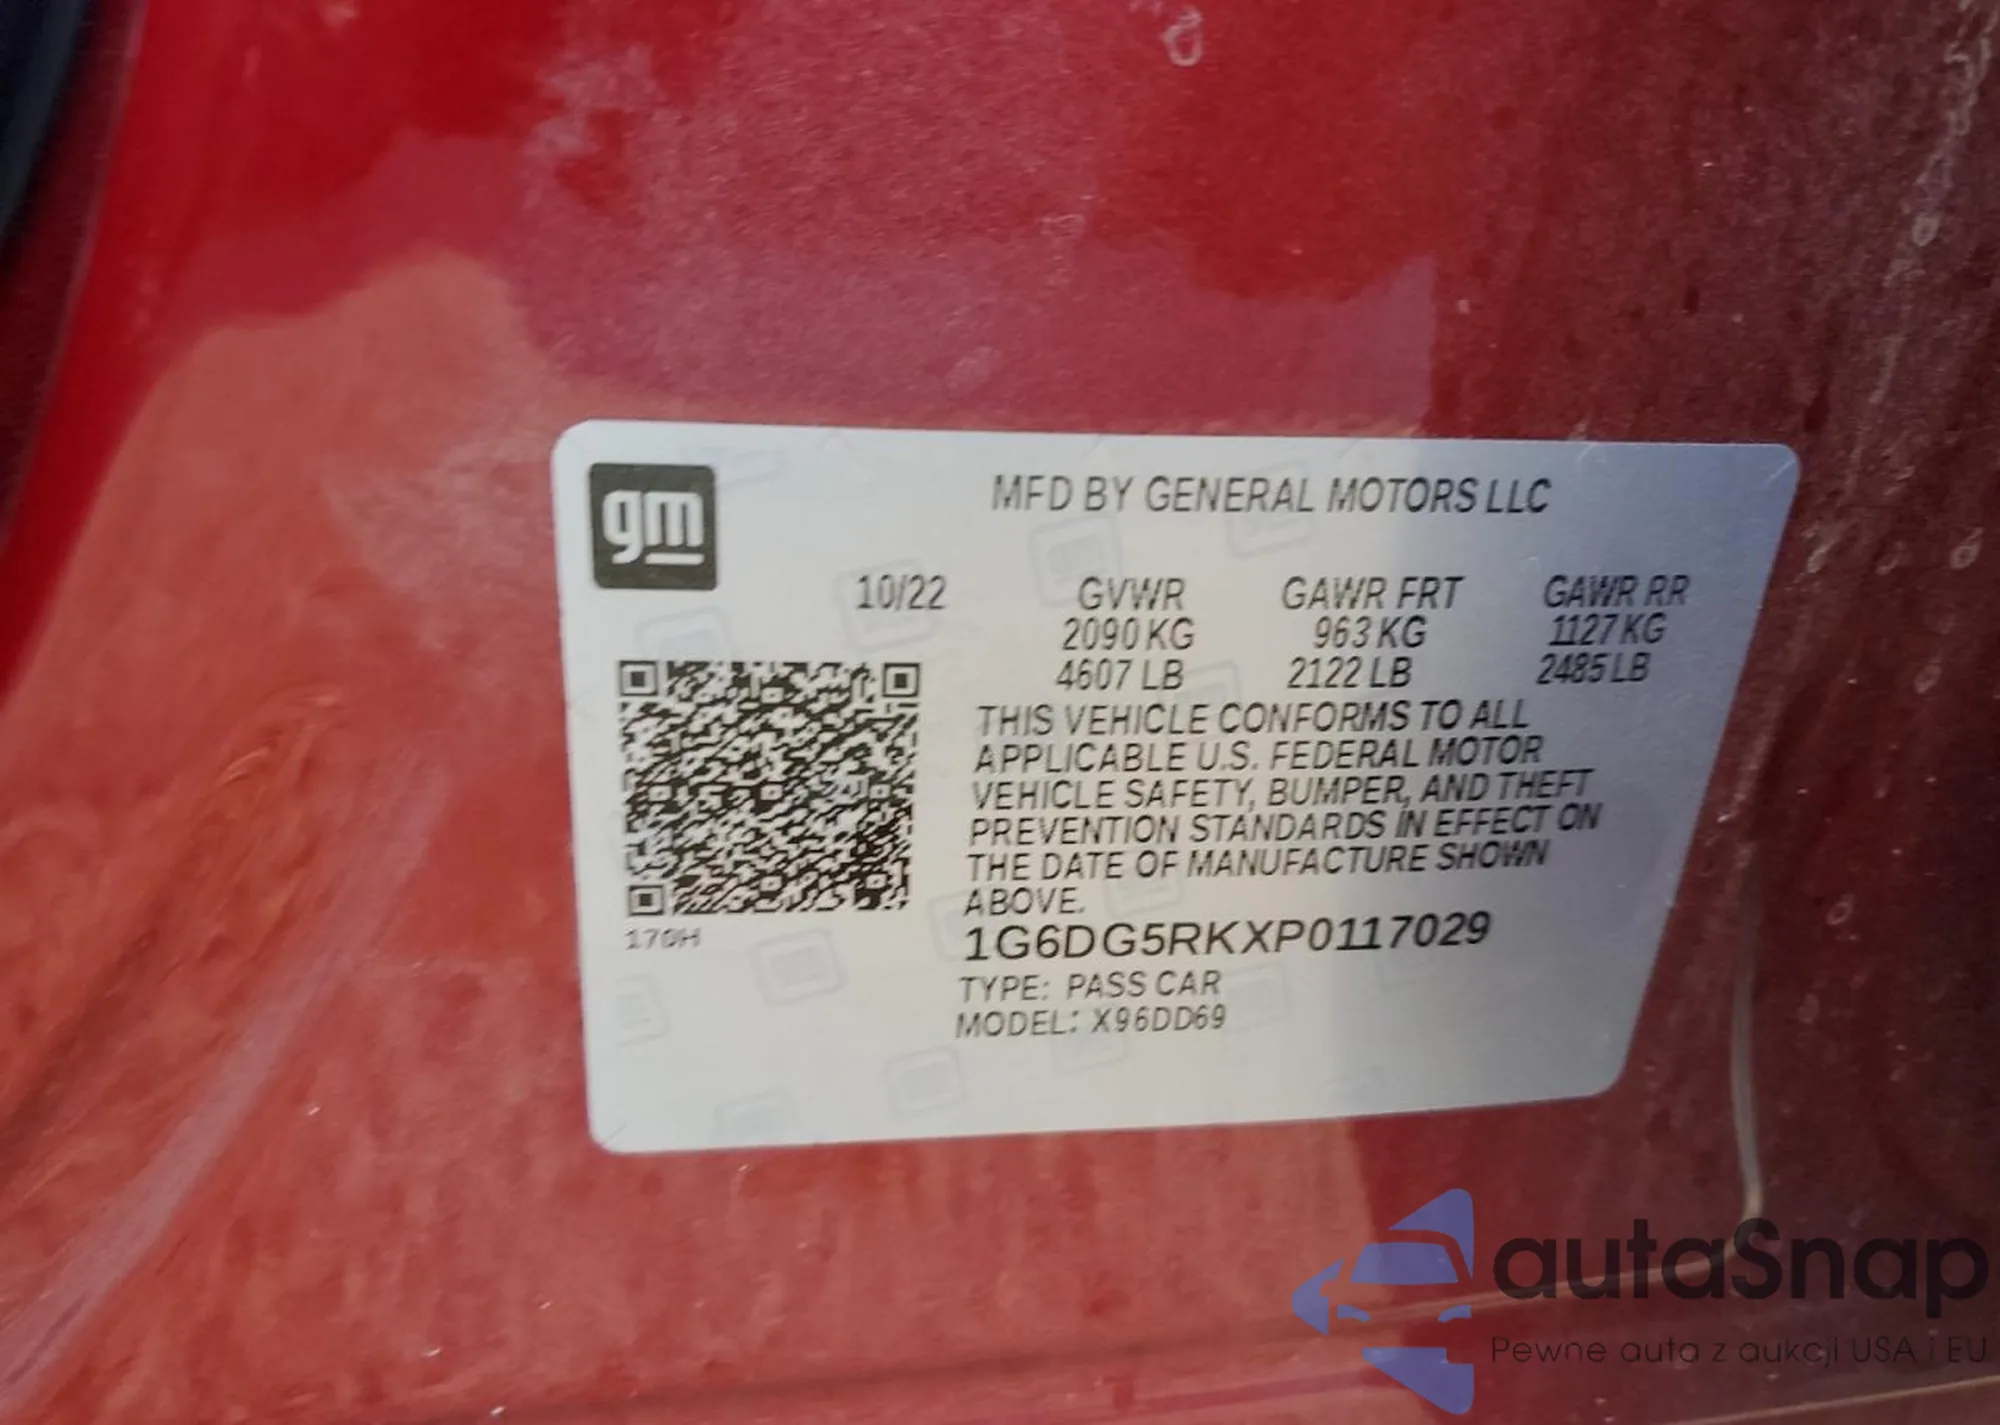 gm
MFD BY GENERAL MOTORS LLC
10/22 GVWR GAWR FRT GAWR RR
2090 KG 963 KG 1127 KG
4607 LB 2122 LB 2485 LB
THIS VEHICLE CONFORMS TO ALL
APPLICABLE U.S. FEDERAL MOTOR
VEHICLE SAFETY, BUMPER, AND THEFT
PREVENTION STANDARDS IN EFFECT ON
THE DATE OF MANUFACTURE SHOWN
ABOVE.
170H
1G6DG5RKXP0117029
TYPE: PASS CAR
MODEL: X96DD69
autaSnap
Pewne auta z aukcji USA i EU